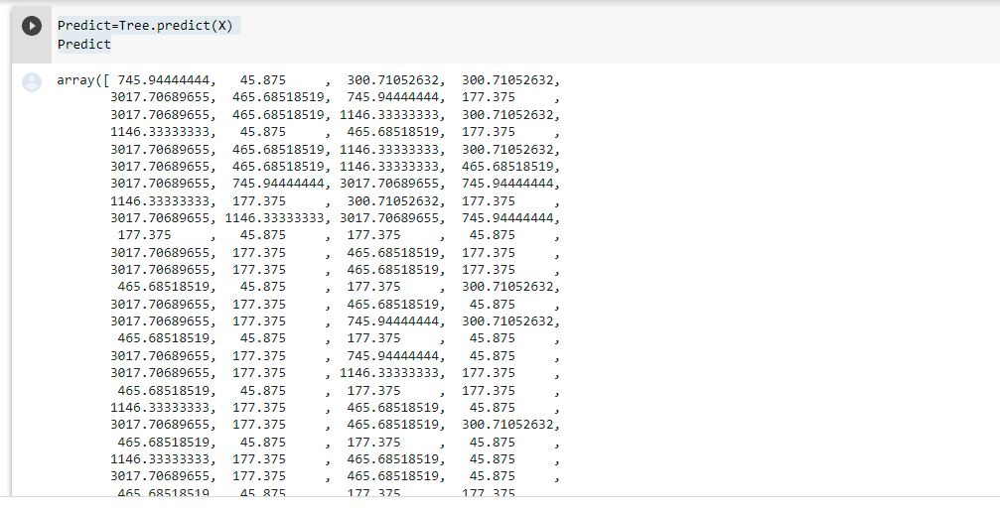 Predict=Tree.predict(X)
Predict
array([ 745.94444444,   45.875     ,  300.71052632,  300.71052632,
       3017.70689655,  465.68518519,  745.94444444,  177.375     ,
       3017.70689655,  465.68518519, 1146.33333333,  300.71052632,
       1146.33333333,   45.875     ,  465.68518519,  177.375     ,
       3017.70689655,  465.68518519, 1146.33333333,  300.71052632,
       3017.70689655,  465.68518519, 1146.33333333,  465.68518519,
       3017.70689655,  745.94444444, 3017.70689655,  745.94444444,
       1146.33333333,  177.375     ,  300.71052632,  177.375     ,
       3017.70689655, 1146.33333333, 3017.70689655,  745.94444444,
        177.375     ,   45.875     ,  177.375     ,   45.875     ,
       3017.70689655,  177.375     ,  465.68518519,  177.375     ,
       3017.70689655,  177.375     ,  465.68518519,  177.375     ,
        465.68518519,   45.875     ,  177.375     ,  300.71052632,
       3017.70689655,  177.375     ,  465.68518519,   45.875     ,
       3017.70689655,  177.375     ,  745.94444444,  300.71052632,
        465.68518519,   45.875     ,  177.375     ,   45.875     ,
       3017.70689655,  177.375     ,  745.94444444,   45.875     ,
       3017.70689655,  177.375     , 1146.33333333,  177.375     ,
        465.68518519,   45.875     ,  177.375     ,  177.375     ,
       1146.33333333,  177.375     ,  465.68518519,   45.875     ,
       3017.70689655,  177.375     ,  465.68518519,  300.71052632,
        465.68518519,   45.875     ,  177.375     ,   45.875     ,
       1146.33333333,  177.375     ,  465.68518519,   45.875     ,
       3017.70689655,  177.375     ,  465.68518519,   45.875     ,
        465.68518519    45.875        177.375        177.375